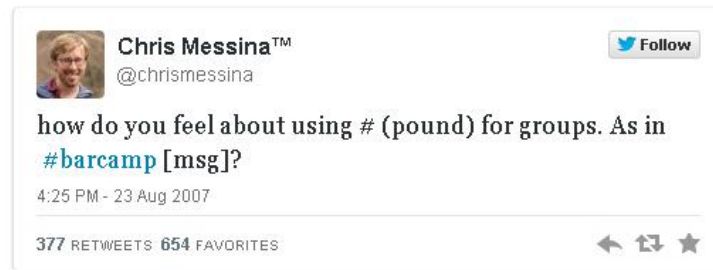 Chris Messina™
Follow
@chrismessina
how do you feel about using # (pound) for groups. As in
#barcamp [msg]?
4:25 PM - 23 Aug 2007
377 RETWEETS 654 FAVORITES